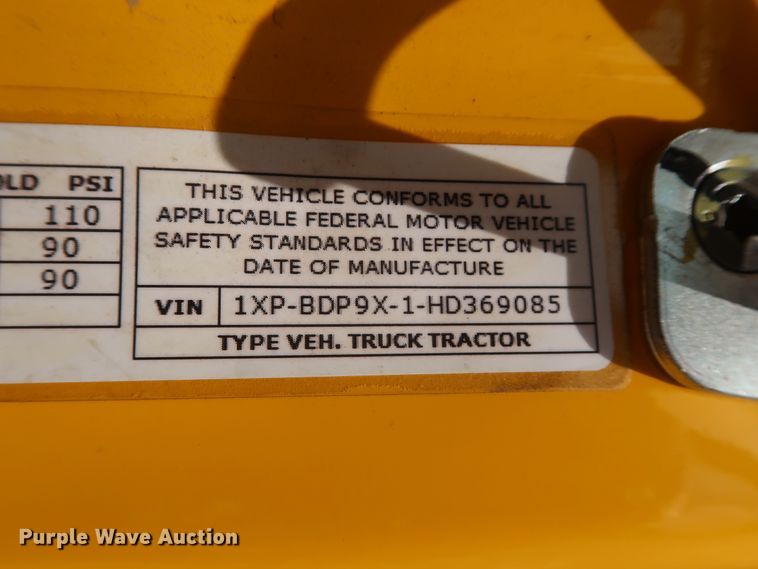 PSI
110
90
90
THIS VEHICLE CONFORMS TO ALL
APPLICABLE FEDERAL MOTOR VEHICLE
SAFETY STANDARDS IN EFFECT ON THE
DATE OF MANUFACTURE
VIN 1XP-BDP9X-1-HD369085
TYPE VEH. TRUCK TRACTOR
Purple Wave Auction